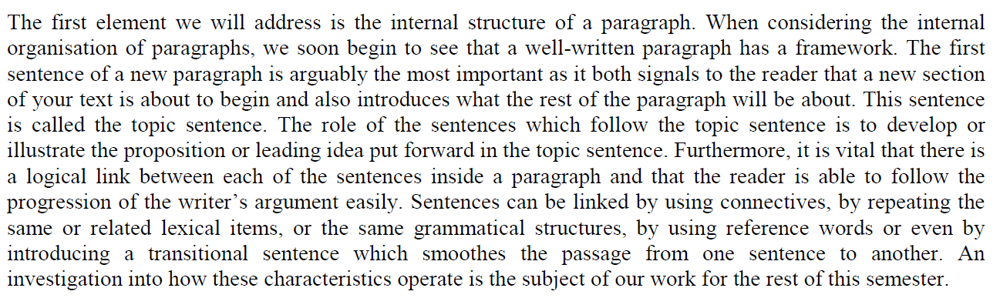 The first element we will address is the internal structure of a paragraph. When considering the internal
organisation of paragraphs, we soon begin to see that a well-written paragraph has a framework. The first
sentence of a new paragraph is arguably the most important as it both signals to the reader that a new section
of your text is about to begin and also introduces what the rest of the paragraph will be about. This sentence
is called the topic sentence. The role of the sentences which follow the topic sentence is to develop or
illustrate the proposition or leading idea put forward in the topic sentence. Furthermore, it is vital that there is
a logical link between each of the sentences inside a paragraph and that the reader is able to follow the
progression of the writer’s argument easily. Sentences can be linked by using connectives, by repeating the
same or related lexical items, or the same grammatical structures, by using reference words or even by
introducing a transitional sentence which smoothes the passage from one sentence to another. An
investigation into how these characteristics operate is the subject of our work for the rest of this semester.